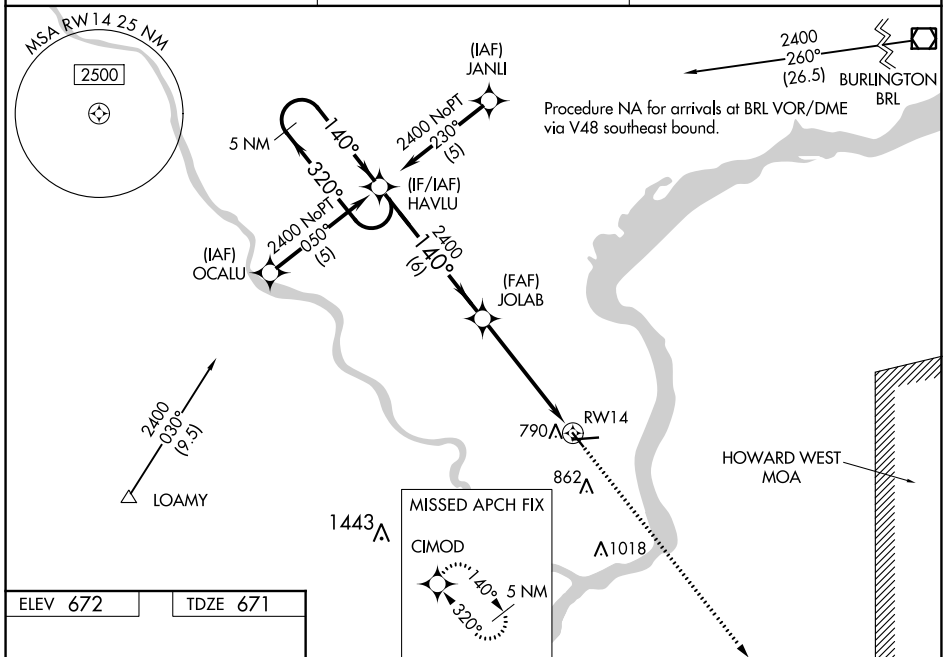 MSA RW14 25 NM
2500
(IAF)
JANLI
2400
260°
(26.5)
BURLINGTON
BRL
Procedure NA for arrivals at BRL VOR/DME
via V48 southeast bound.
5 NM
140°
320°
2400 NoPT
230°
(5)
(IF/IAF)
HAVLU
2400 NoPT
050°
(5)
(IAF)
OCALU
2400
140°
(6)
(FAF)
JOLAB
2400
030°
(9.5)
LOAMY
790
RW14
862
HOWARD WEST
MOA
1443
1018
MISSED APCH FIX
CIMOD
140°
320°
5 NM
ELEV 672
TDZE 671